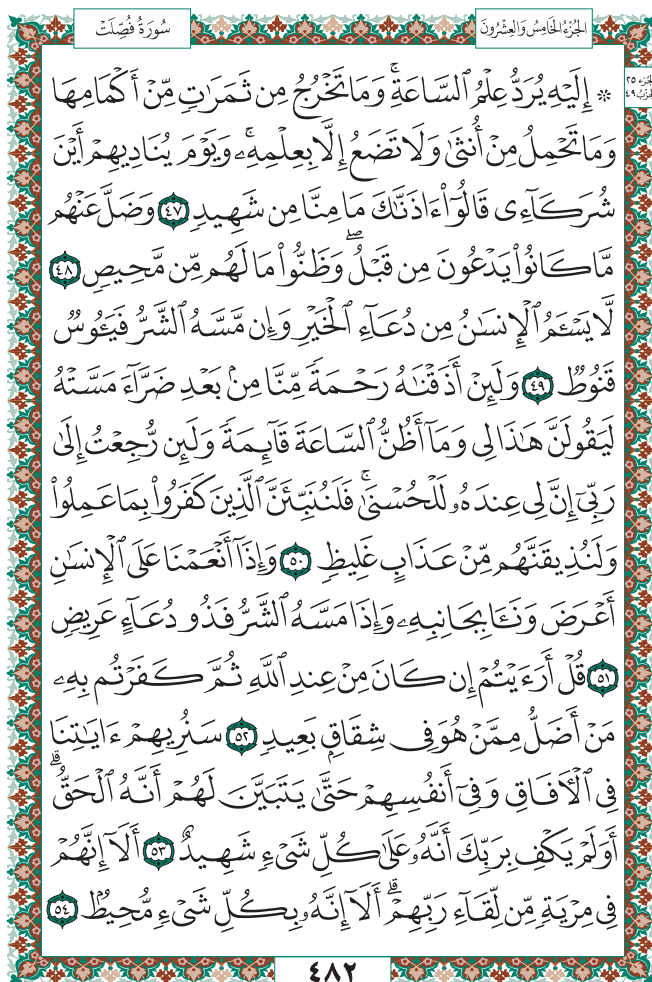 الجُزْءُ الخَامِسُ وَالعِشْرُونَ
سُورَةُ فُصِّلَتْ
الجزء ٢٥
الحزب ٤٩
۞ إِلَيْهِ يُرَدُّ عِلْمُ ٱلسَّاعَةِۚ وَمَا تَخْرُجُ مِن ثَمَرَٰتٖ مِّنْ أَكْمَامِهَا
وَمَا تَحْمِلُ مِنْ أُنثَىٰ وَلَا تَضَعُ إِلَّا بِعِلْمِهِۦۚ وَيَوْمَ يُنَادِيهِمْ أَيْنَ
شُرَكَآءِي قَالُوٓاْ ءَاذَنَّٰكَ مَا مِنَّا مِن شَهِيدٖ ٤٧ وَضَلَّ عَنْهُم
مَّا كَانُواْ يَدْعُونَ مِن قَبْلُۖ وَظَنُّواْ مَا لَهُم مِّن مَّحِيصٖ ٤٨
لَّا يَسْـَٔمُ ٱلْإِنسَٰنُ مِن دُعَآءِ ٱلْخَيْرِ وَإِن مَّسَّهُ ٱلشَّرُّ فَيَـُٔوسٞ
قَنُوطٞ ٤٩ وَلَئِنْ أَذَقْنَٰهُ رَحْمَةٗ مِّنَّا مِنۢ بَعْدِ ضَرَّآءَ مَسَّتْهُ
لَيَقُولَنَّ هَٰذَا لِي وَمَآ أَظُنُّ ٱلسَّاعَةَ قَآئِمَةٗ وَلَئِن رُّجِعْتُ إِلَىٰ
رَبِّيٓ إِنَّ لِي عِندَهُۥ لَلْحُسْنَىٰۚ فَلَنُنَبِّئَنَّ ٱلَّذِينَ كَفَرُواْ بِمَا عَمِلُواْ
وَلَنُذِيقَنَّهُم مِّنْ عَذَابٍ غَلِيظٖ ٥٠ وَإِذَآ أَنْعَمْنَا عَلَى ٱلْإِنسَٰنِ
أَعْرَضَ وَنَـَٔا بِجَانِبِهِۦ وَإِذَا مَسَّهُ ٱلشَّرُّ فَذُو دُعَآءٍ عَرِيضٖ
٥١ قُلْ أَرَءَيْتُمْ إِن كَانَ مِنْ عِندِ ٱللَّهِ ثُمَّ كَفَرْتُم بِهِۦ
مَنْ أَضَلُّ مِمَّنْ هُوَ فِي شِقَاقِۭ بَعِيدٖ ٥٢ سَنُرِيهِمْ ءَايَٰتِنَا
فِي ٱلْأٓفَاقِ وَفِيٓ أَنفُسِهِمْ حَتَّىٰ يَتَبَيَّنَ لَهُمْ أَنَّهُ ٱلْحَقُّۗ
أَوَلَمْ يَكْفِ بِرَبِّكَ أَنَّهُۥ عَلَىٰ كُلِّ شَيْءٖ شَهِيدٌ ٥٣ أَلَآ إِنَّهُمْ
فِي مِرْيَةٖ مِّن لِّقَآءِ رَبِّهِمْۗ أَلَآ إِنَّهُۥ بِكُلِّ شَيْءٖ مُّحِيطُۢ ٥٤
٤٨٢